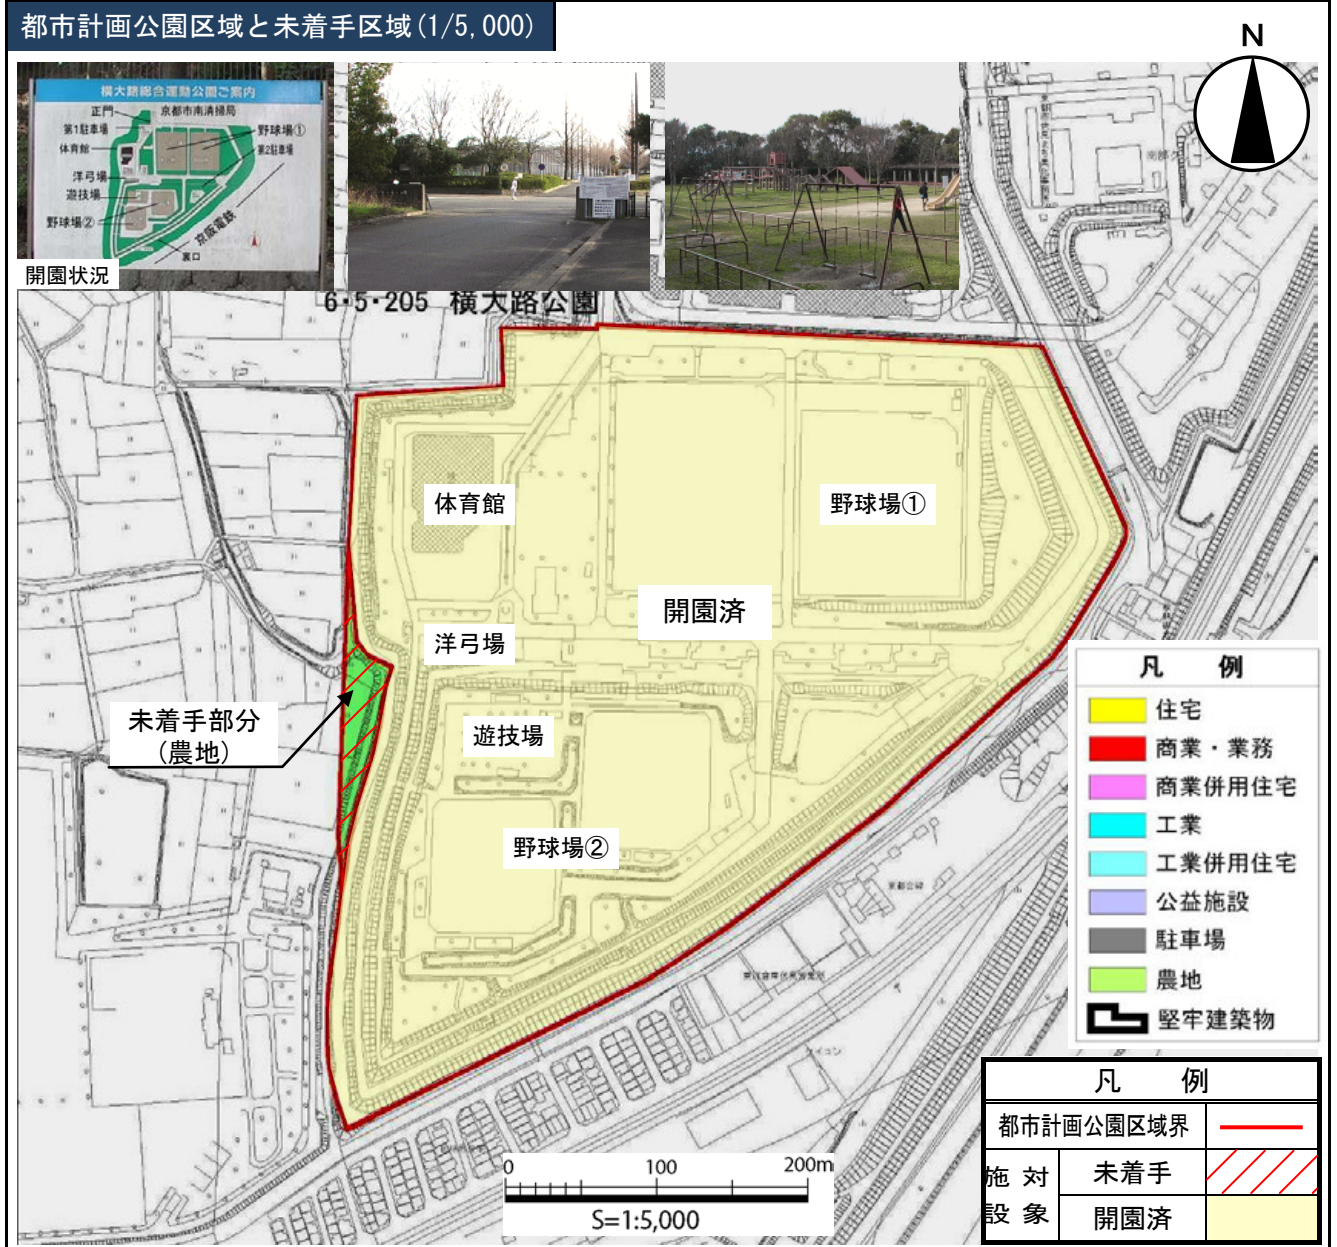 都市計画公園区域と未着手区域(1/5,000)
N
横大路総合運動公園ご案内
正門
京都市南清掃局
第1駐車場
野球場①
体育館
第2駐車場
洋弓場
遊技場
野球場②
京阪電鉄
裏口
開園状況
6・5・205 横大路公園
体育館
野球場①
開園済
洋弓場
未着手部分
(農地)
遊技場
野球場②
凡 例
住宅
商業・業務
商業併用住宅
工業
工業併用住宅
公益施設
駐車場
農地
堅牢建築物
凡 例
都市計画公園区域界
施設 対象
未着手
開園済
0 100 200m
S=1:5,000